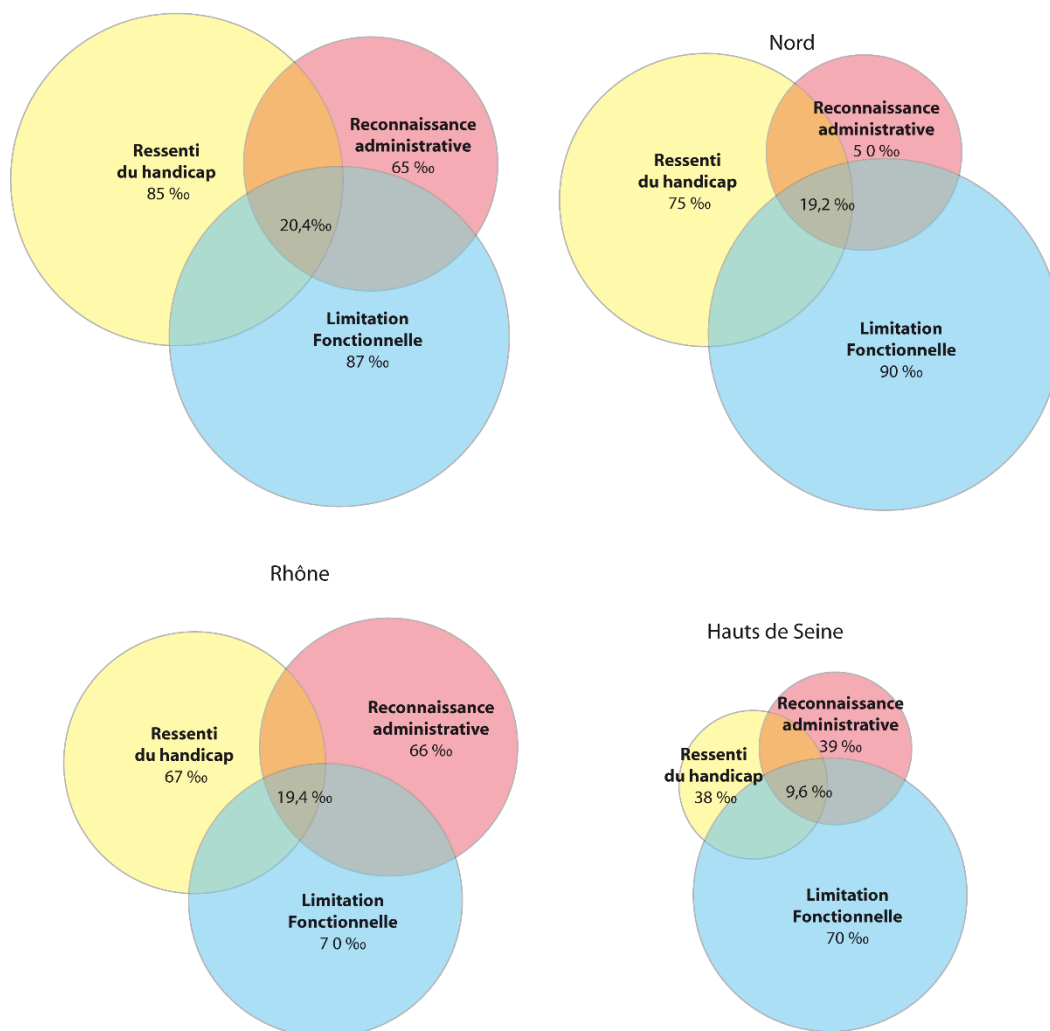 Ressenti
du handicap
85 ‰
Reconnaissance
administrative
65 ‰
20,4‰
Limitation
Fonctionnelle
87 ‰
Nord
Ressenti
du handicap
75 ‰
Reconnaissance
administrative
5 0 ‰
19,2 ‰
Limitation
Fonctionnelle
90 ‰
Rhône
Ressenti
du handicap
67 ‰
Reconnaissance
administrative
66 ‰
19,4 ‰
Limitation
Fonctionnelle
7 0 ‰
Hauts de Seine
Ressenti
du handicap
38 ‰
Reconnaissance
administrative
39 ‰
9,6 ‰
Limitation
Fonctionnelle
70 ‰